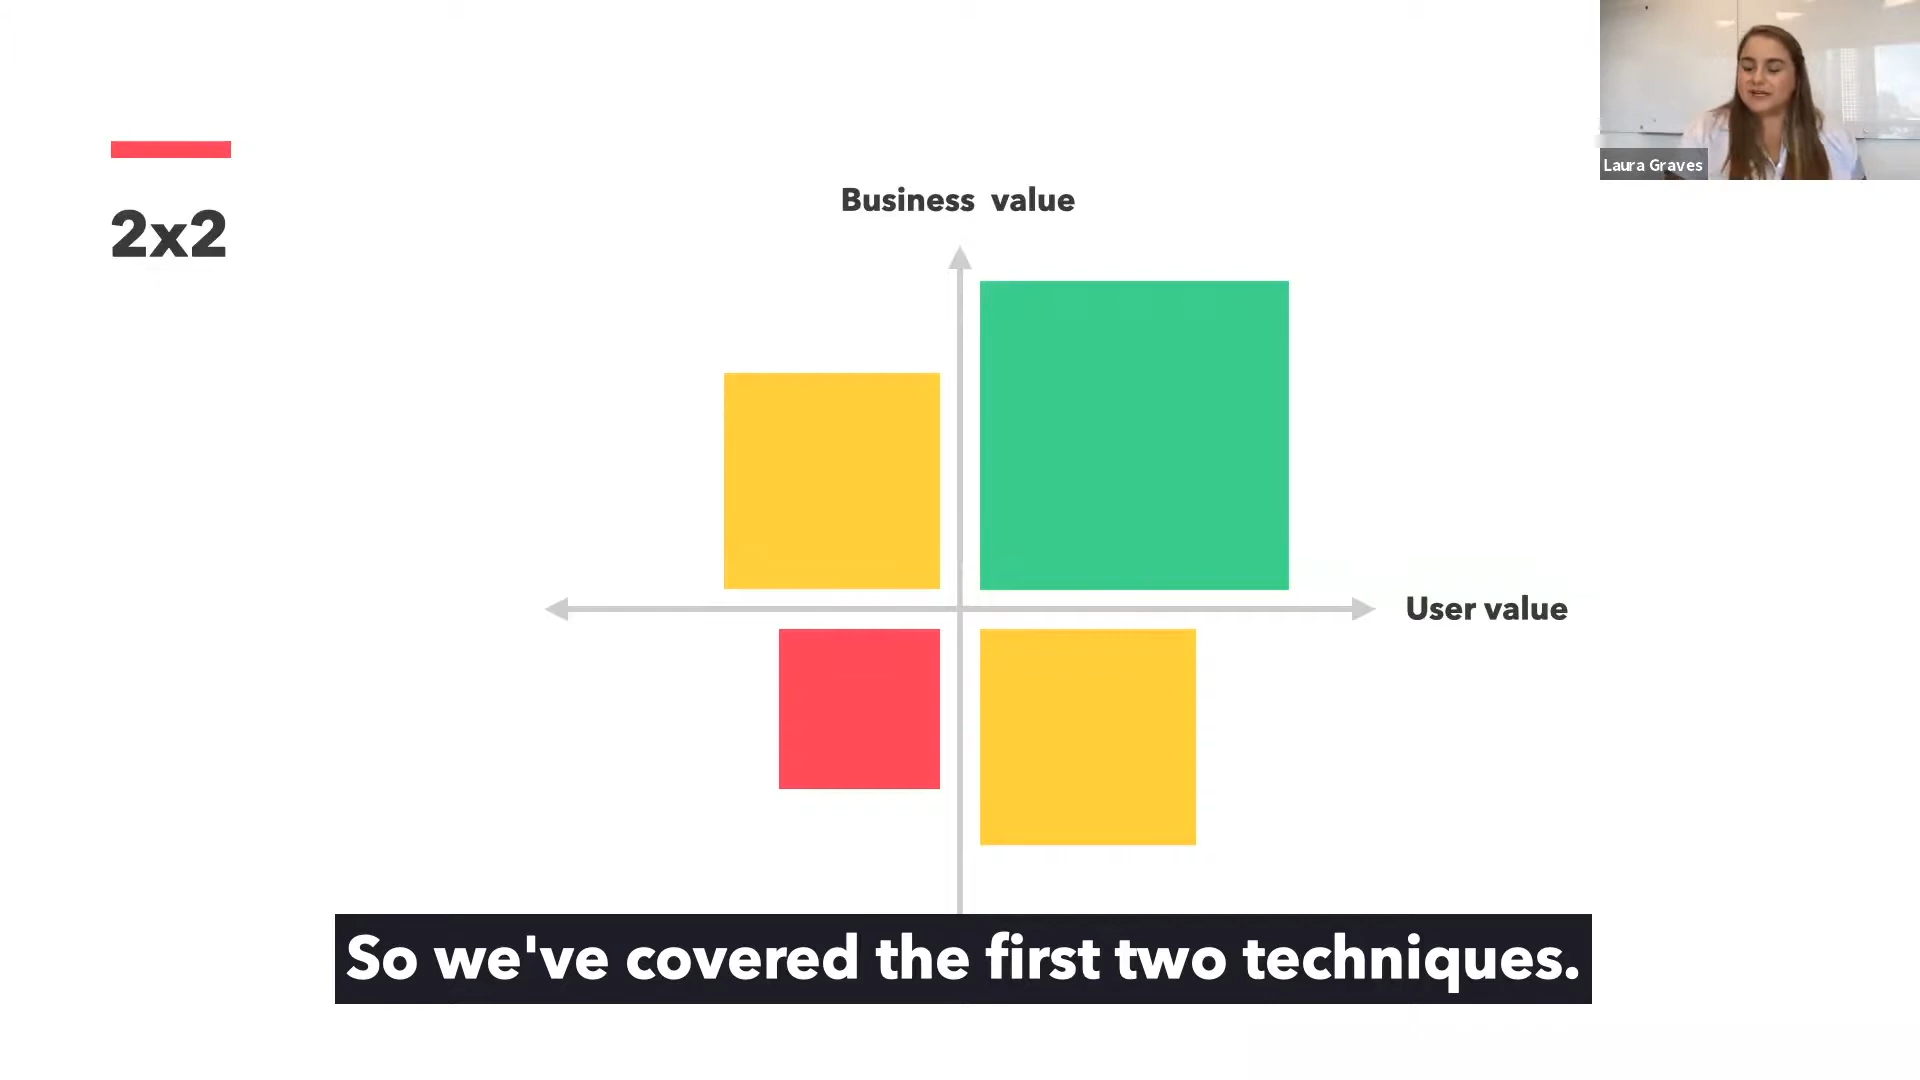 Laura Graves
2x2
Business value
User value
So we've covered the first two techniques.